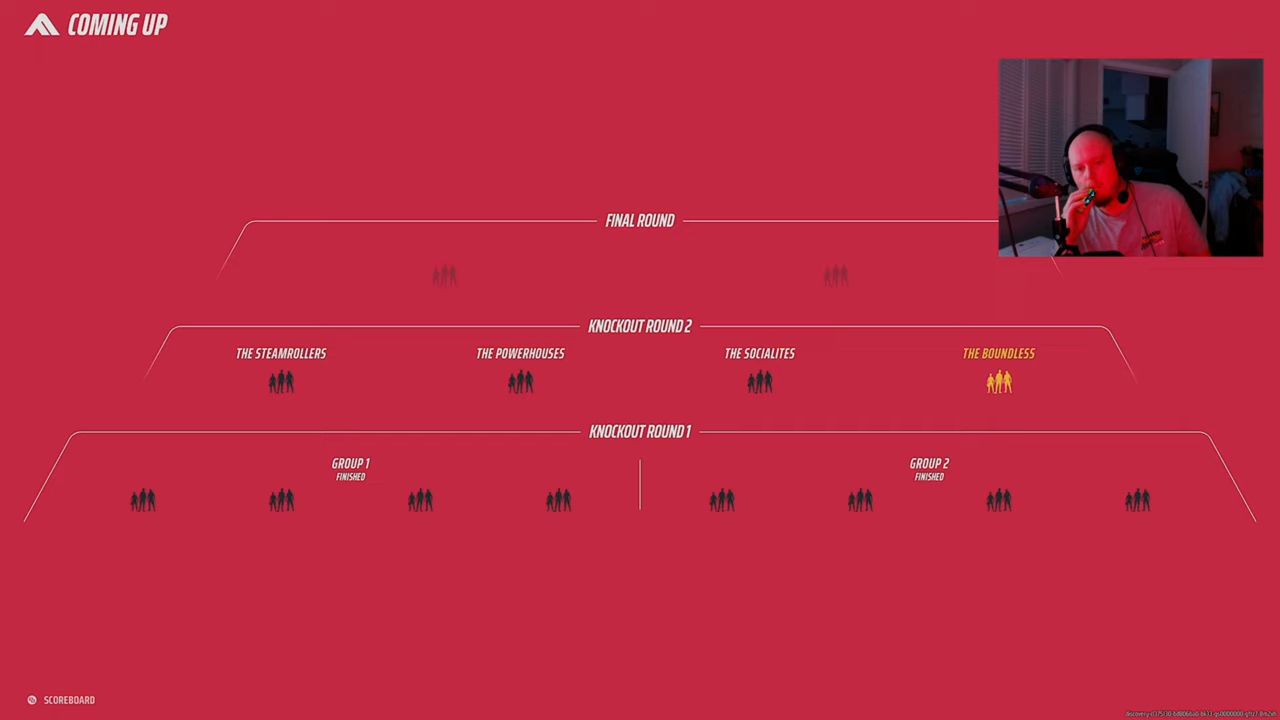 COMING UP
FINAL ROUND
KNOCKOUT ROUND 2
THE STEAMROLLERS
THE POWERHOUSES
THE SOCIALITES
THE BOUNDLESS
KNOCKOUT ROUND 1
GROUP 1
FINISHED
GROUP 2
FINISHED
SCOREBOARD